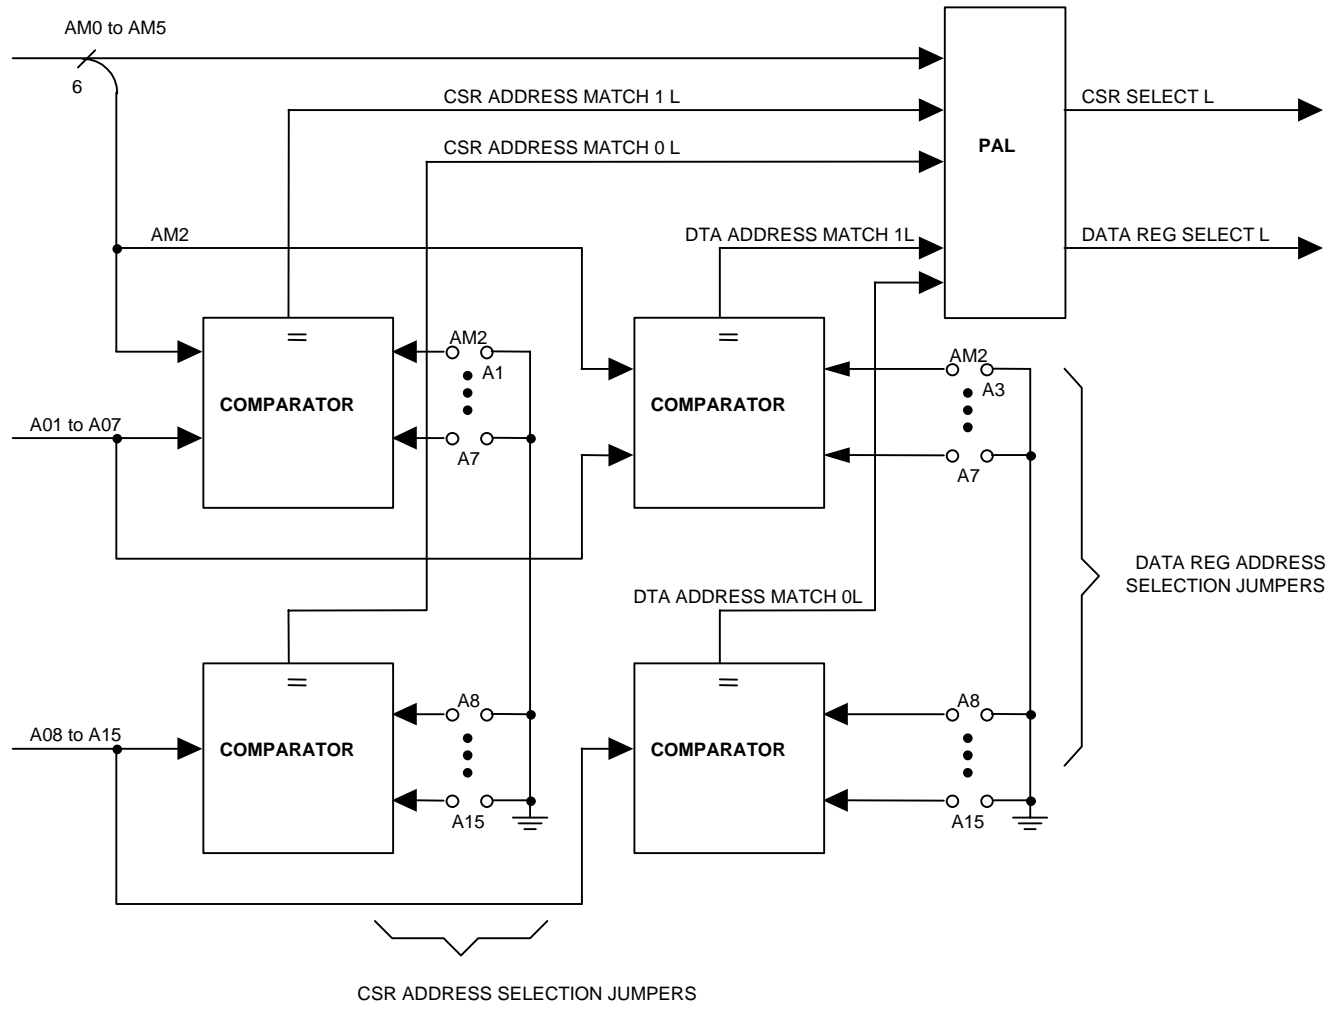 AM0 to AM5
6
CSR ADDRESS MATCH 1 L
CSR SELECT L
CSR ADDRESS MATCH 0 L
PAL
AM2
DTA ADDRESS MATCH 1L
DATA REG SELECT L
=
AM2
A1
=
AM2
A3
COMPARATOR
COMPARATOR
A01 to A07
A7
A7
DATA REG ADDRESS
SELECTION JUMPERS
DTA ADDRESS MATCH 0L
=
A8
=
A8
A08 to A15
COMPARATOR
COMPARATOR
A15
A15
CSR ADDRESS SELECTION JUMPERS